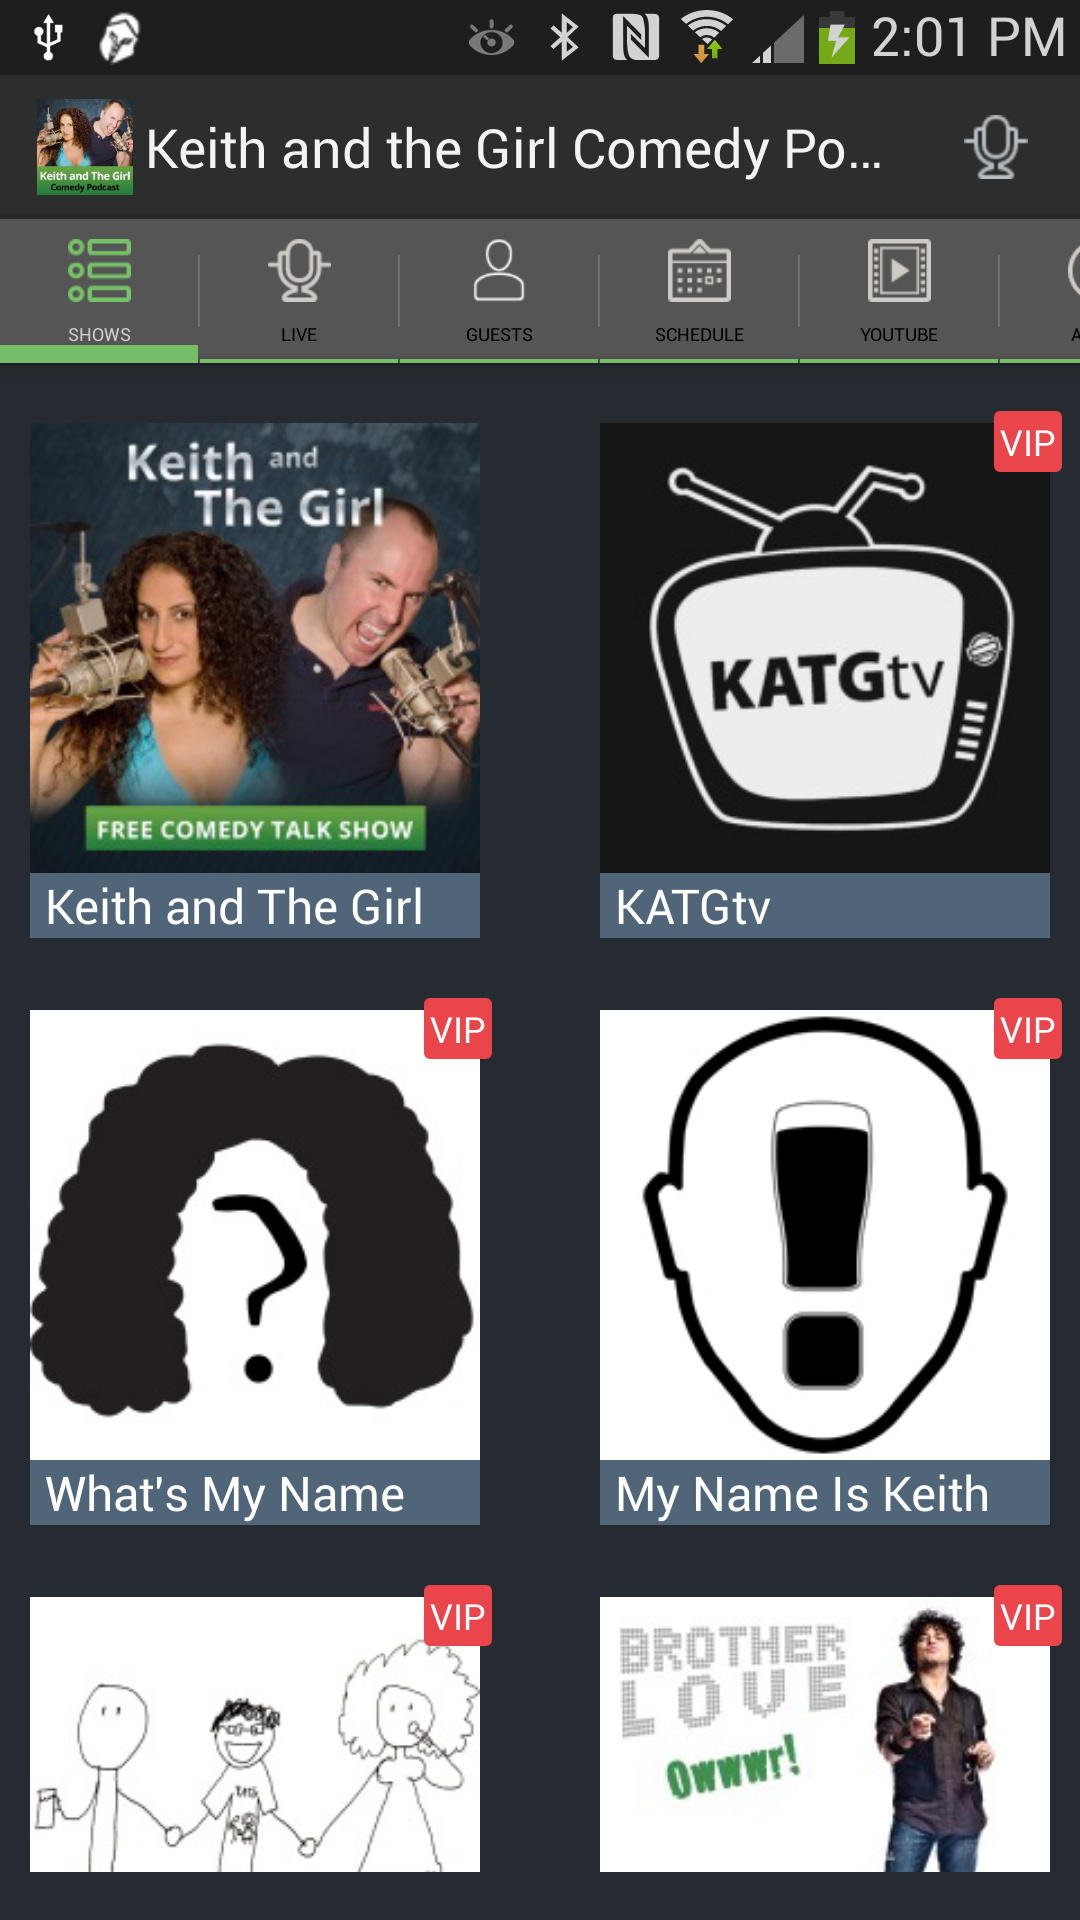 2:01 PM
Keith and The Girl
Comedy Podcast
Keith and the Girl Comedy Po...
SHOWS
LIVE
GUESTS
SCHEDULE
YOUTUBE
A
Keith and
The Girl
FREE COMEDY TALK SHOW
Keith and The Girl
VIP
KATGtv
KATGtv
VIP
What's My Name
VIP
My Name Is Keith
VIP
VIP
BROTHER
LOVE
Owwwr!